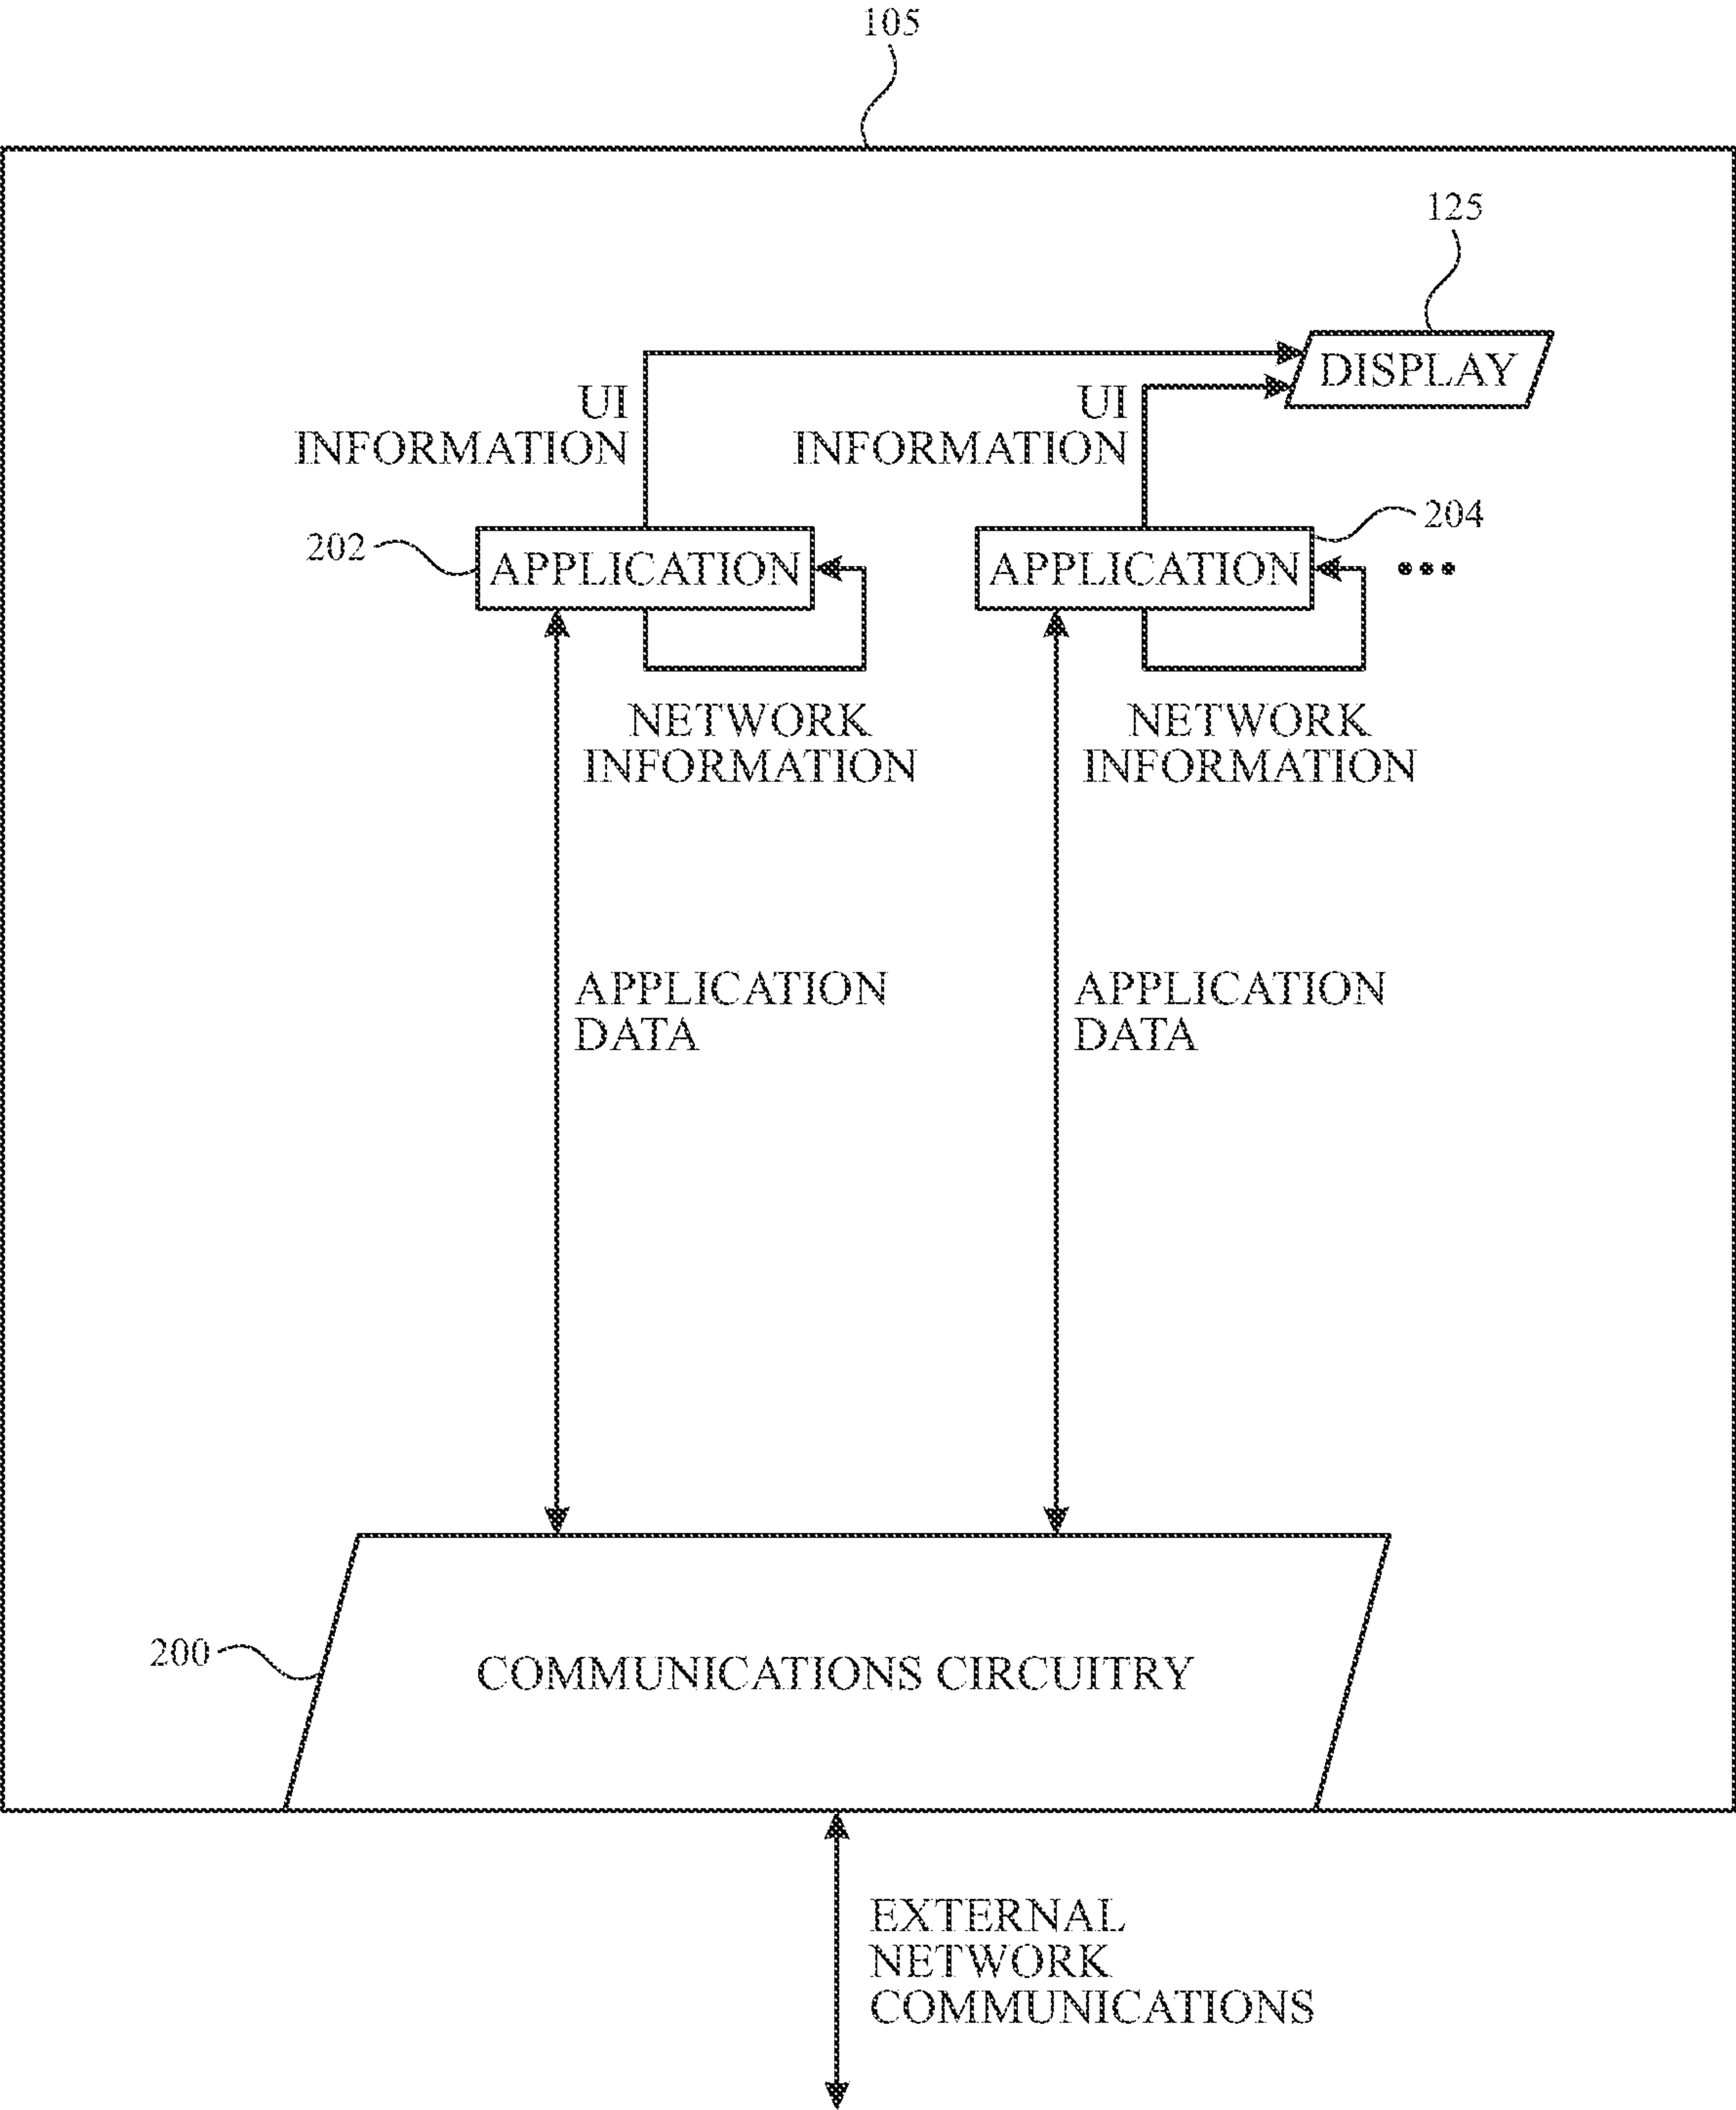 105
125
DISPLAY
UI
INFORMATION
UI
INFORMATION
202
APPLICATION
APPLICATION
204
NETWORK
INFORMATION
NETWORK
INFORMATION
APPLICATION
DATA
APPLICATION
DATA
200
COMMUNICATIONS CIRCUITRY
EXTERNAL
NETWORK
COMMUNICATIONS